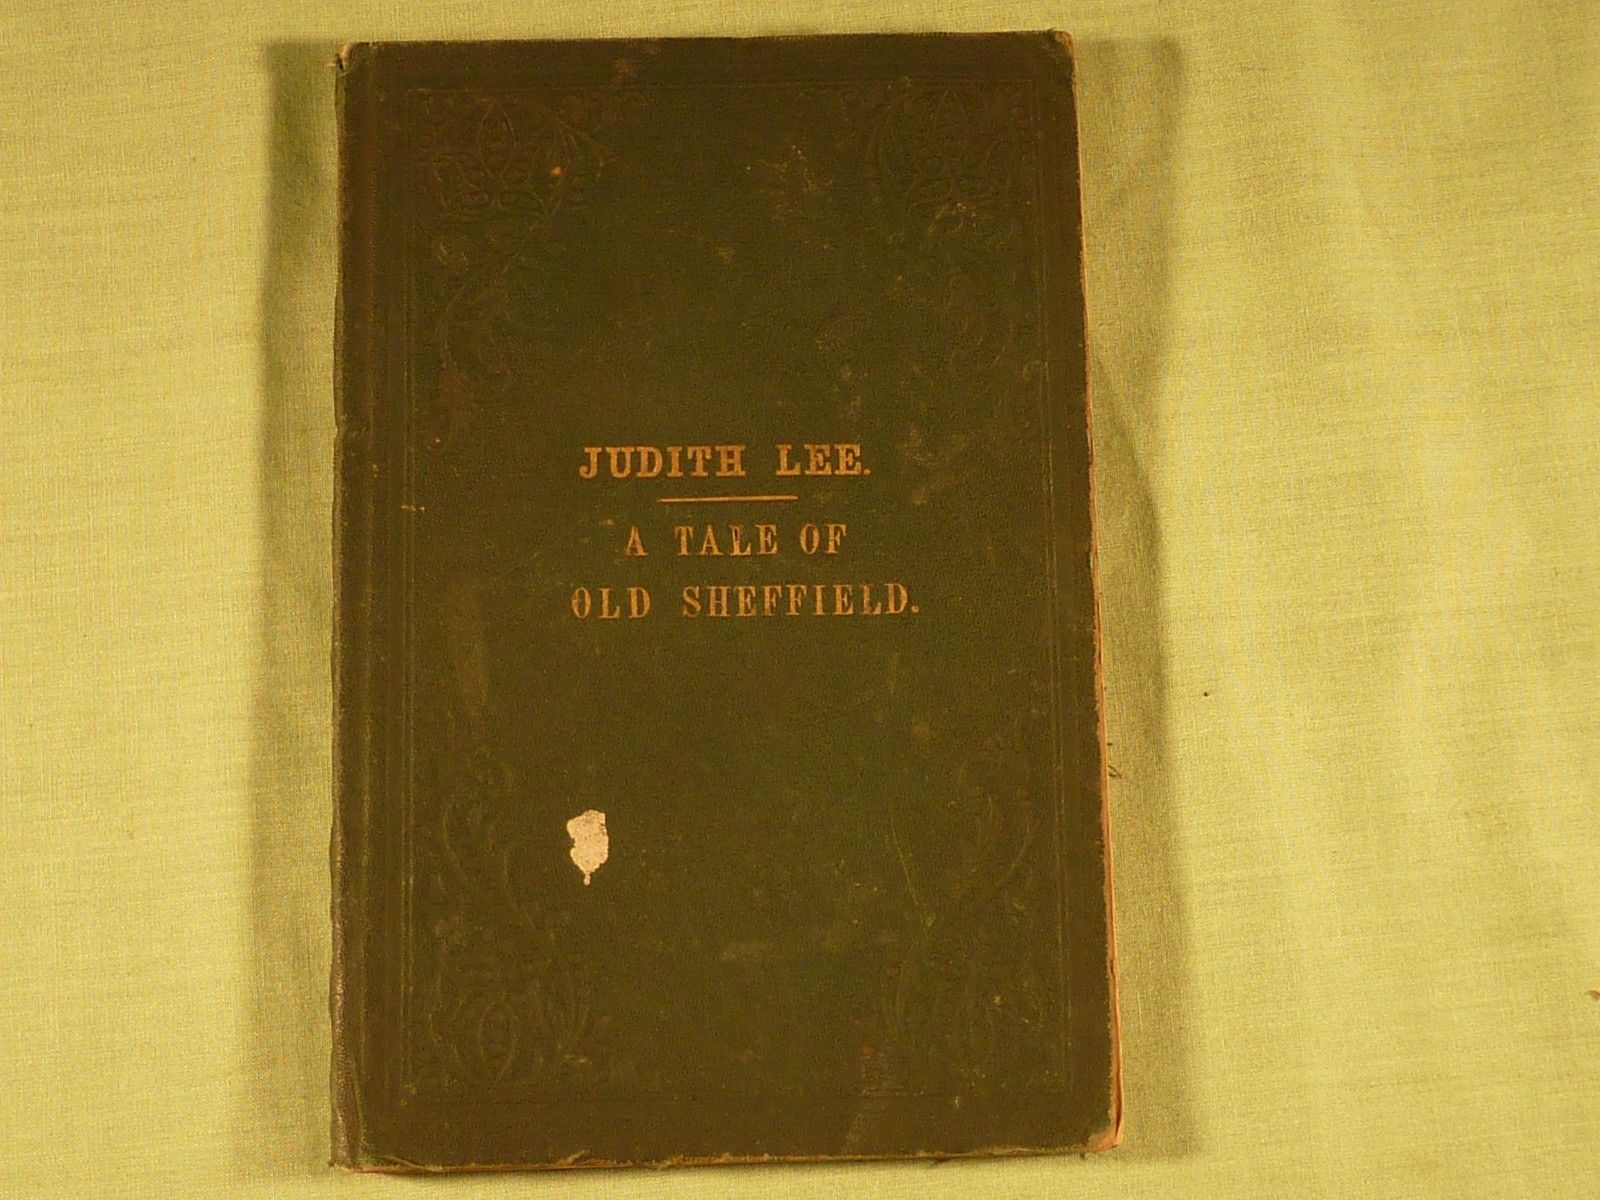 JUDITH LEE.
A TALE OF
OLD SHEFFIELD.